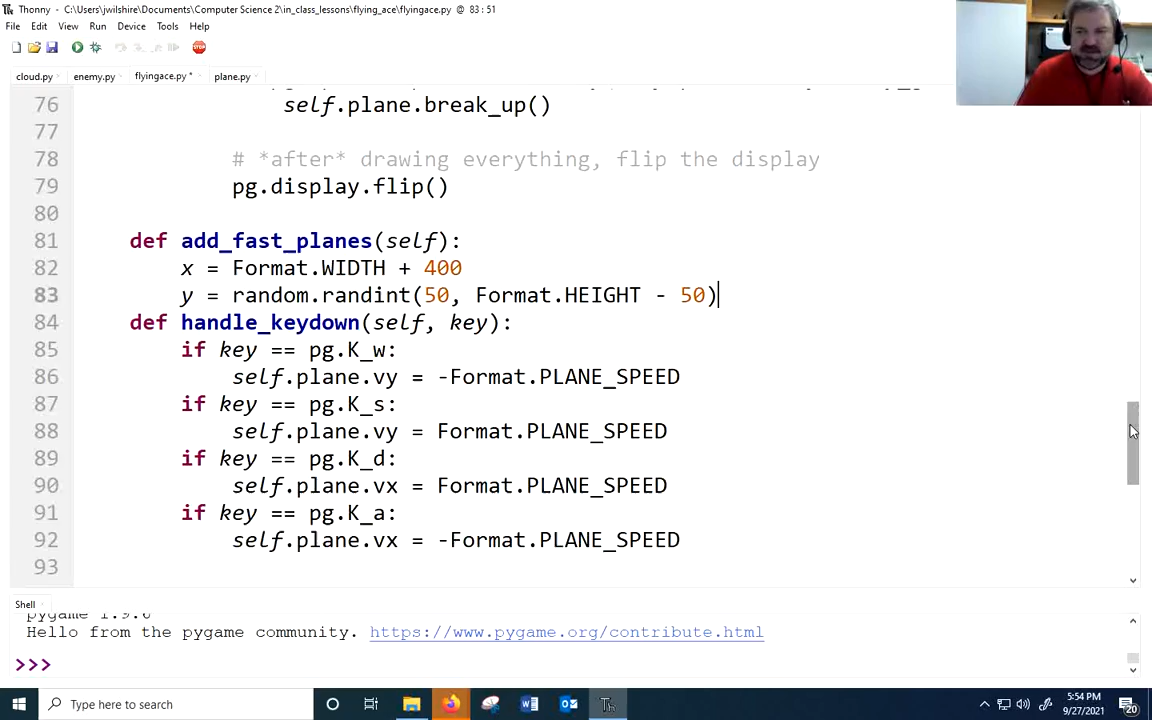 Thonny - C:\Users\jwilshire\Documents\Computer Science 2\in_class_lessons\flying_ace\flyingace.py @ 83 : 51
File Edit View Run Device Tools Help
STOP
cloud.py enemy.py flyingace.py * plane.py
76 self.plane.break_up()
77
78 # *after* drawing everything, flip the display
79 pg.display.flip()
80
81 def add_fast_planes(self):
82 x = Format.WIDTH + 400
83 y = random.randint(50, Format.HEIGHT - 50)
84 def handle_keydown(self, key):
85 if key == pg.K_w:
86 self.plane.vy = -Format.PLANE_SPEED
87 if key == pg.K_s:
88 self.plane.vy = Format.PLANE_SPEED
89 if key == pg.K_d:
90 self.plane.vx = Format.PLANE_SPEED
91 if key == pg.K_a:
92 self.plane.vx = -Format.PLANE_SPEED
93
Shell
pygame 1.9.6
Hello from the pygame community. https://www.pygame.org/contribute.html
>>>
Type here to search
5:54 PM
9/27/2021
20